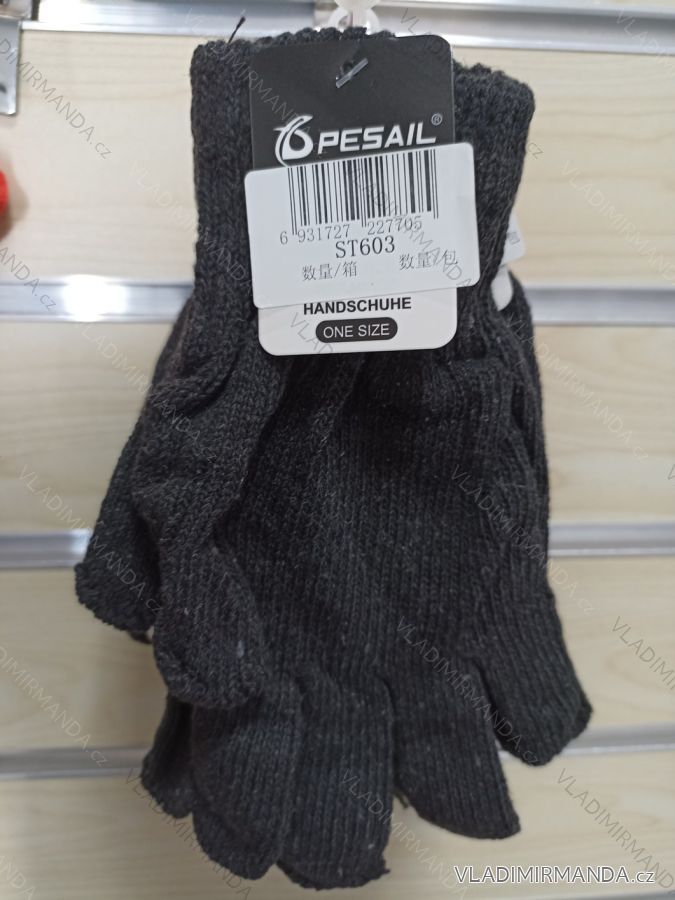 PESAIL®
6 931727 227705
ST603
数量/箱 数量/包
HANDSCHUHE
ONE SIZE
VLADIMIRMANDA.cz